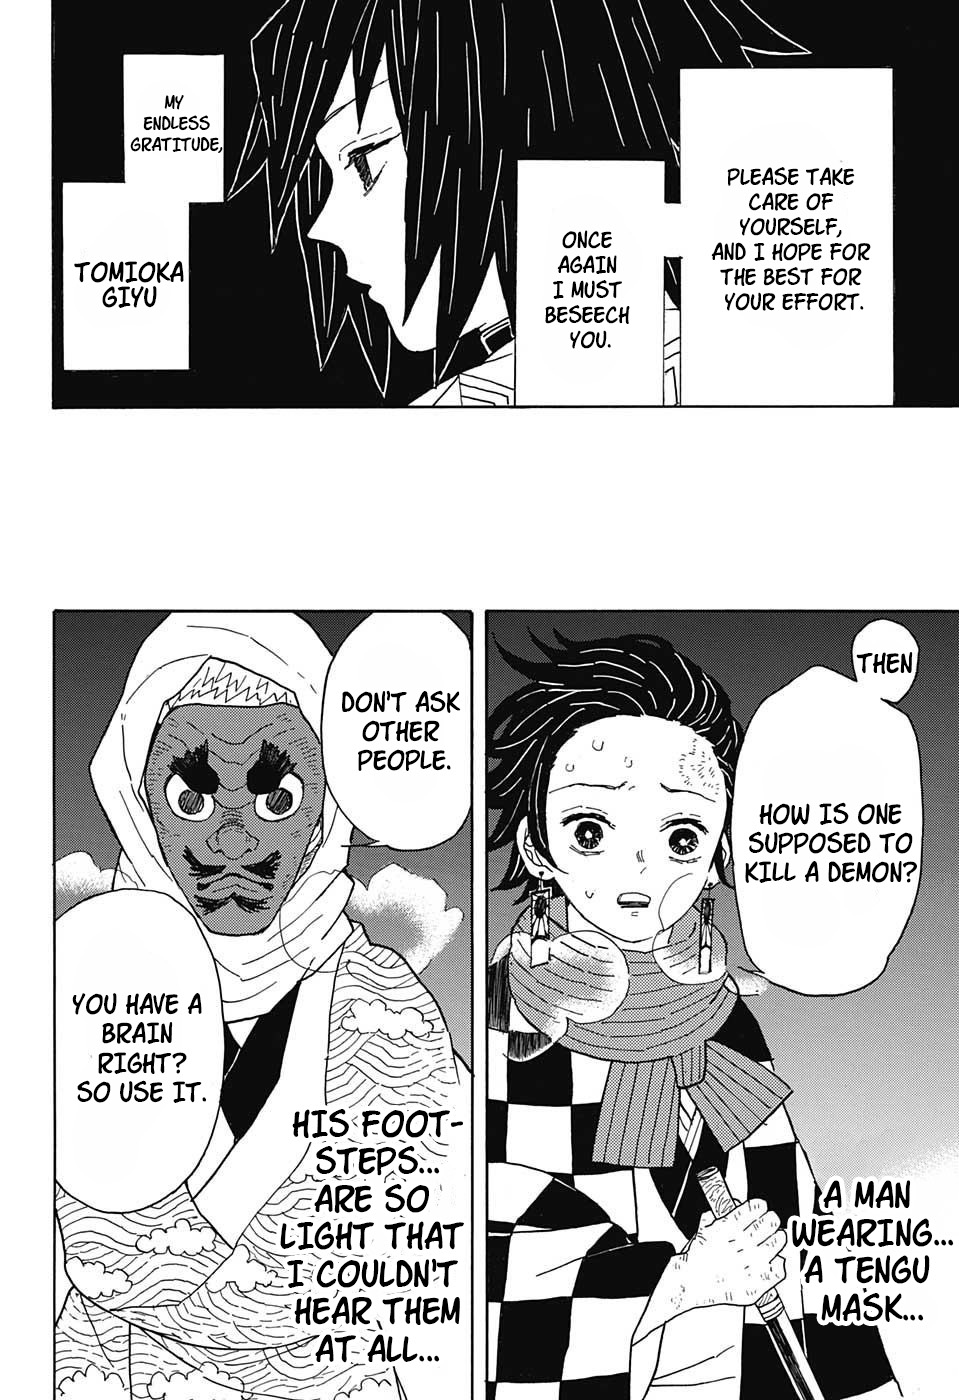 PLEASE TAKE
CARE OF
YOURSELF,
AND I HOPE FOR
THE BEST FOR
YOUR EFFORT.
ONCE
AGAIN
I MUST
BESEECH
YOU.
MY
ENDLESS
GRATITUDE,
TOMIOKA
GIYU
THEN
HOW IS ONE
SUPPOSED TO
KILL A DEMON?
A MAN
WEARING...
A TENGU
MASK...
DON'T ASK
OTHER
PEOPLE.
YOU HAVE A
BRAIN
RIGHT?
SO USE IT.
HIS FOOT-
STEPS...
ARE SO
LIGHT THAT
I COULDN'T
HEAR THEM
AT ALL...